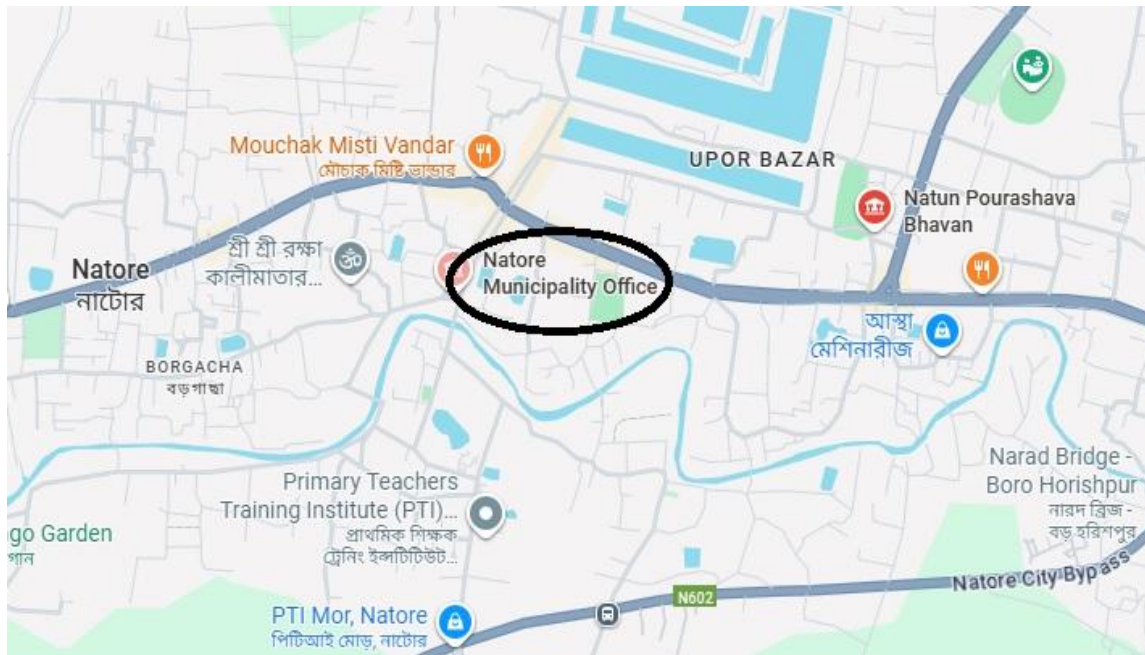 Mouchak Misti Vandar
মৌচাক মিষ্টি ভান্ডার
UPOR BAZAR
Natun Pourashava
Bhavan
শ্রী শ্রী রক্ষা
কালীমাতার...
Natore
নাটোর
Natore
Municipality Office
আস্থা
মেশিনারীজ
BORGACHA
বড়গাছা
Primary Teachers
Training Institute (PTI)...
প্রাথমিক শিক্ষক
ট্রেনিং ইন্সটিটিউট...
Narad Bridge -
Boro Horishpur
নারদ ব্রিজ -
বড় হরিশপুর
go Garden
গান
Natore City Bypass
N602
PTI Mor, Natore
পিটিআই মোড়, নাটোর